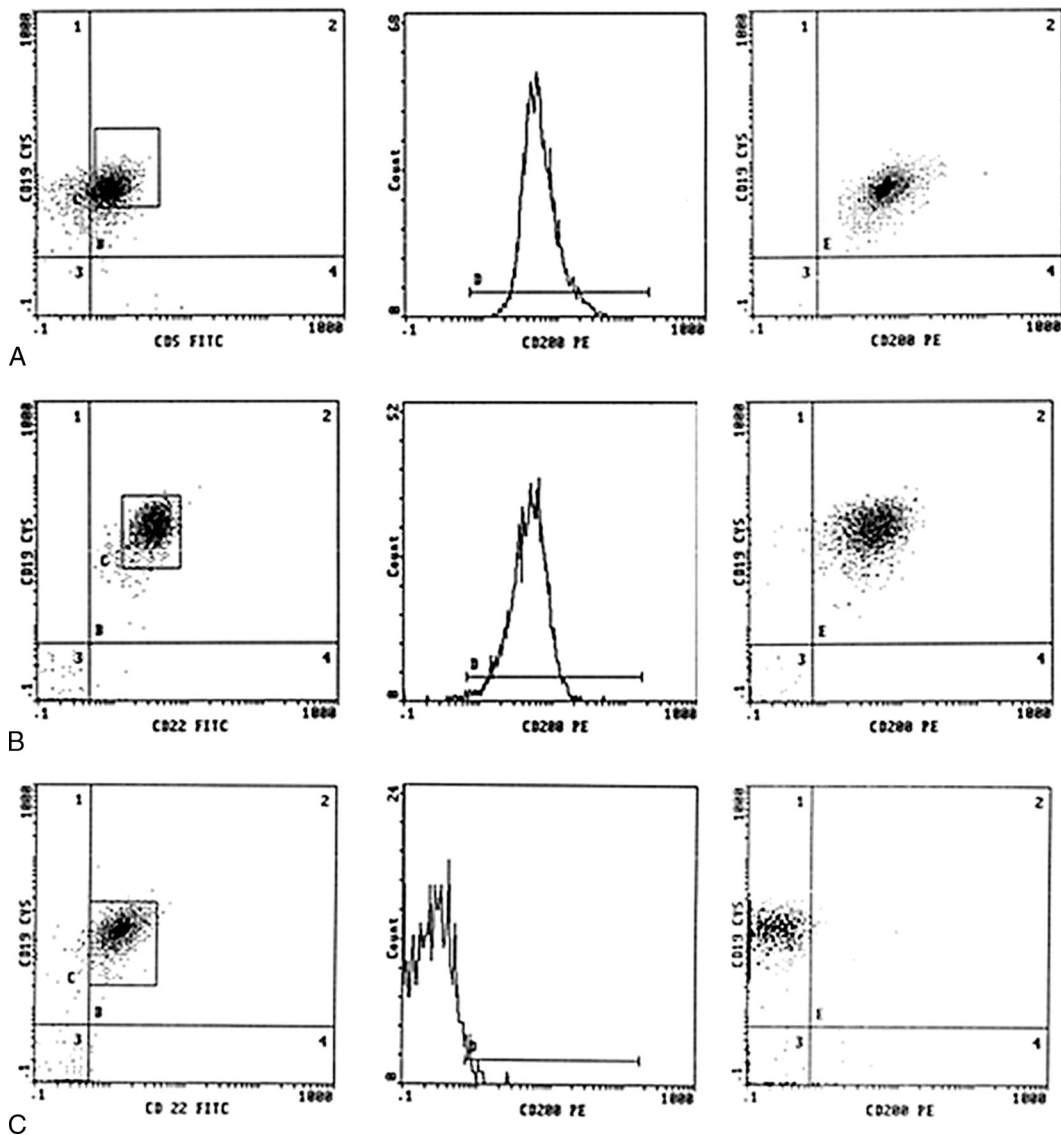 1000 1 2
CD19 CY5
C
B
3 4
.1
.1 1000
CD5 FITC
68
Count
D
0
.1 1000
CD200 PE
1000 1 2
CD19 CY5
E
3 4
.1
.1 1000
CD200 PE
A
1000 1 2
CD19 CY5
C
B
3 4
.1
.1 1000
CD22 FITC
52
Count
D
0
.1 1000
CD200 PE
1000 1 2
CD19 CY5
E
3 4
.1
.1 1000
CD200 PE
B
1000 1 2
CD19 CY5
C
B
3 4
.1
.1 1000
CD 22 FITC
24
Count
D
0
.1 1000
CD200 PE
1000 1 2
CD19 CY5
E
3 4
.1
.1 1000
CD200 PE
C